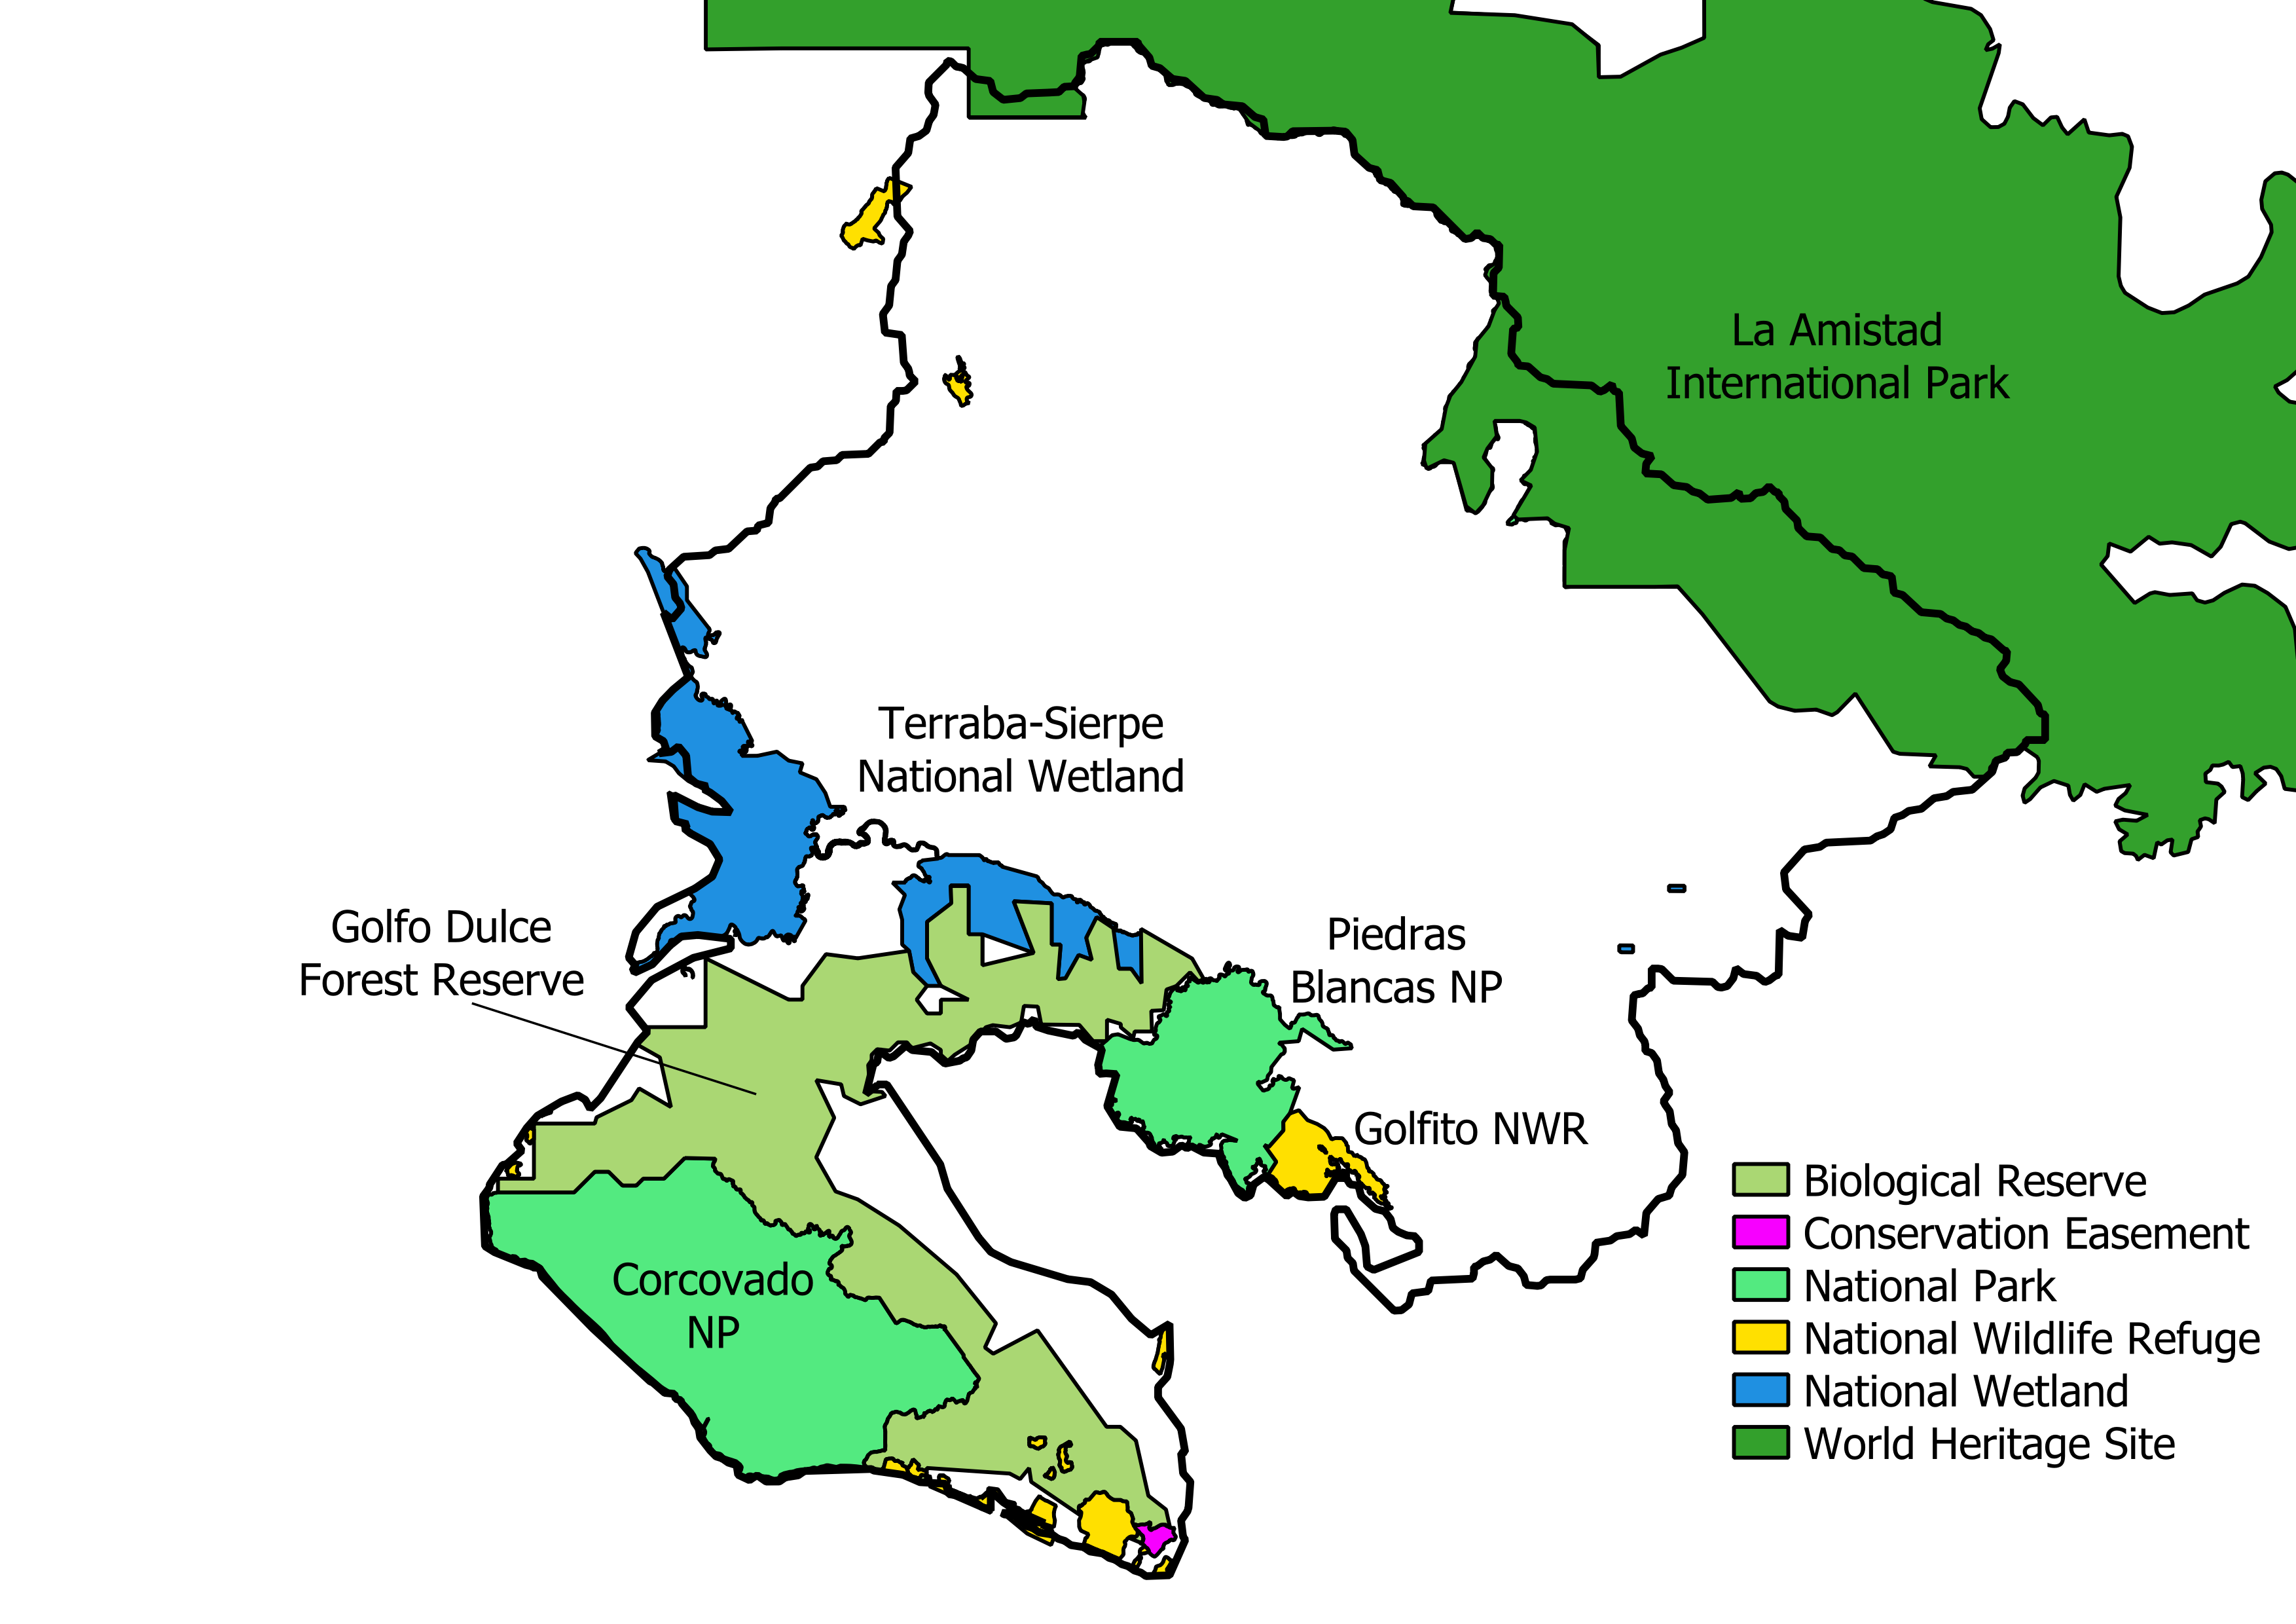 La Amistad
International Park
Terraba-Sierpe
National Wetland
Golfo Dulce
Forest Reserve
Piedras
Blancas NP
Golfito NWR
Corcovado
NP
Biological Reserve
Conservation Easement
National Park
National Wildlife Refuge
National Wetland
World Heritage Site